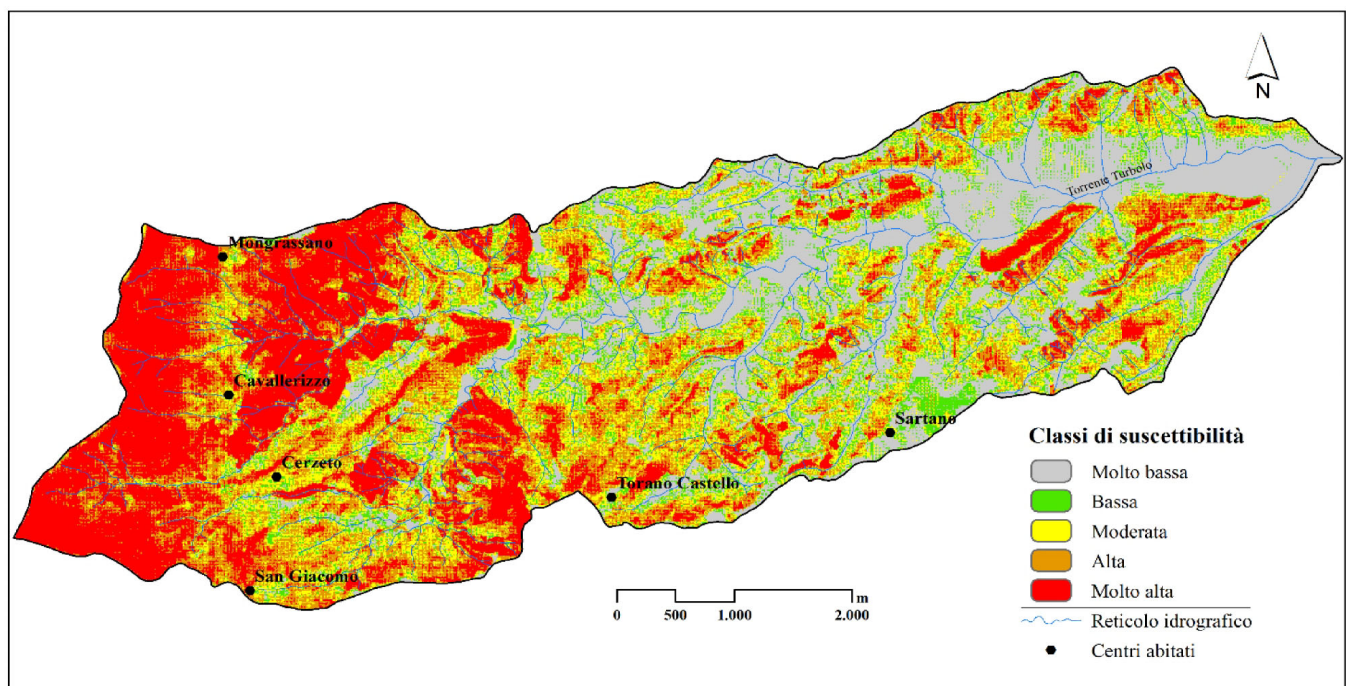 N
Torrente Turbolo
Mongrassano
Cavallerizzo
Cerzeto
San Giacomo
Torano Castello
Sartano
0 500 1.000 2.000 m
Classi di suscettibilità
Molto bassa
Bassa
Moderata
Alta
Molto alta
Reticolo idrografico
Centri abitati